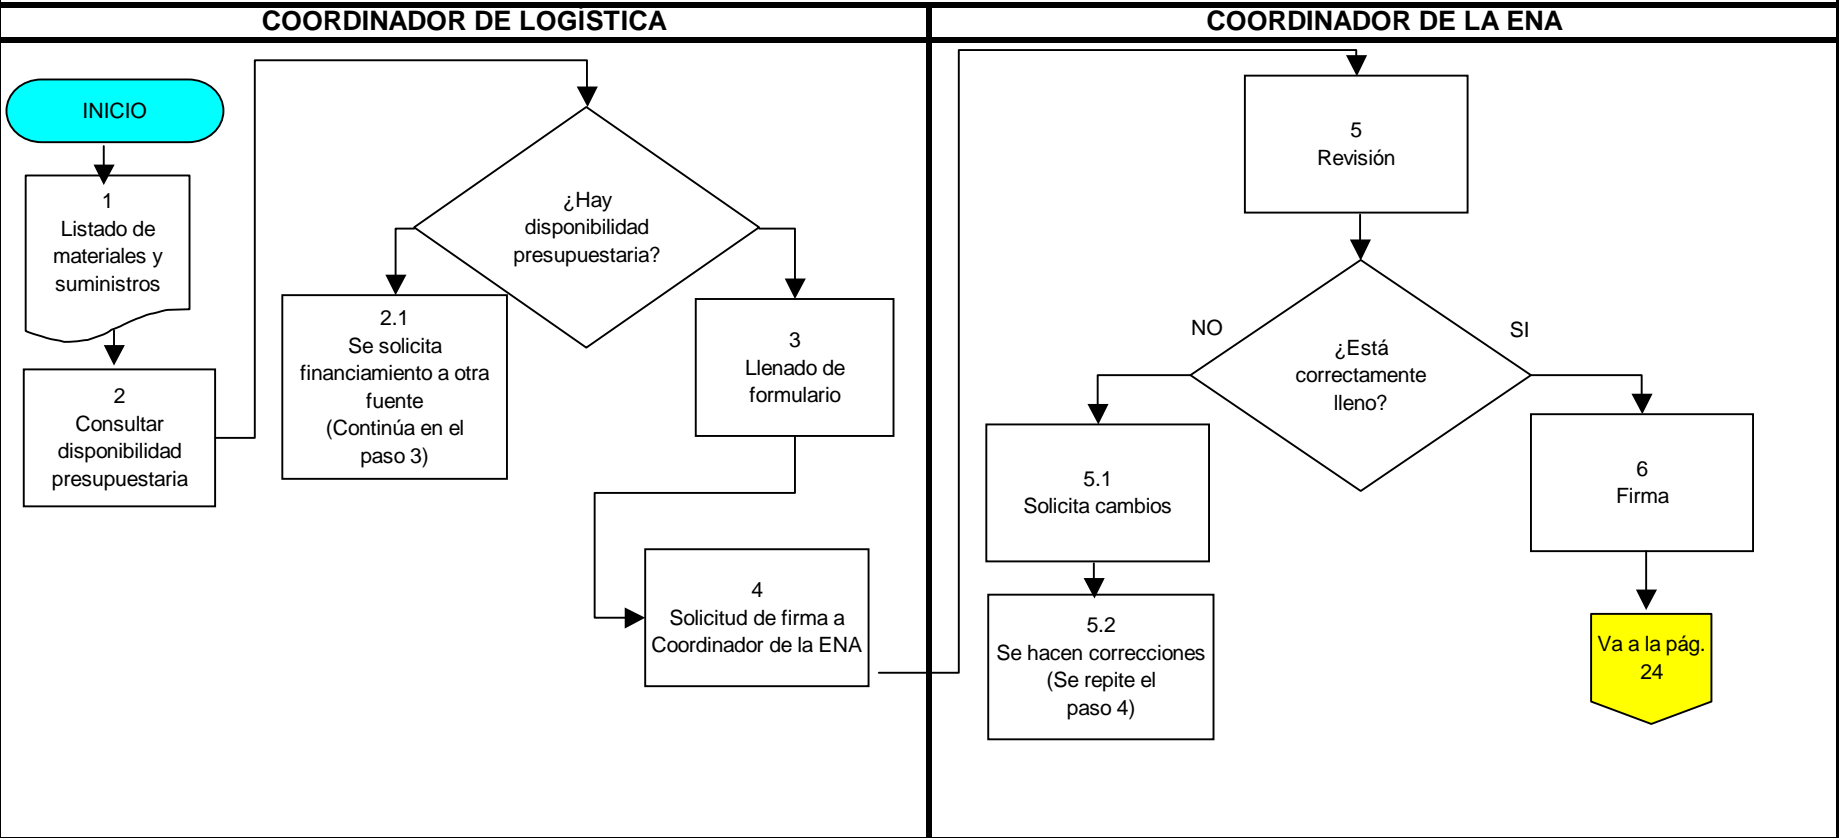 COORDINADOR DE LOGÍSTICA
COORDINADOR DE LA ENA
INICIO
1
Listado de
materiales y
suministros
2
Consultar
disponibilidad
presupuestaria
¿Hay
disponibilidad
presupuestaria?
2.1
Se solicita
financiamiento a otra
fuente
(Continúa en el
paso 3)
3
Llenado de
formulario
4
Solicitud de firma a
Coordinador de la ENA
5
Revisión
NO
SI
¿Está
correctamente
lleno?
5.1
Solicita cambios
5.2
Se hacen correcciones
(Se repite el
paso 4)
6
Firma
Va a la pág.
24